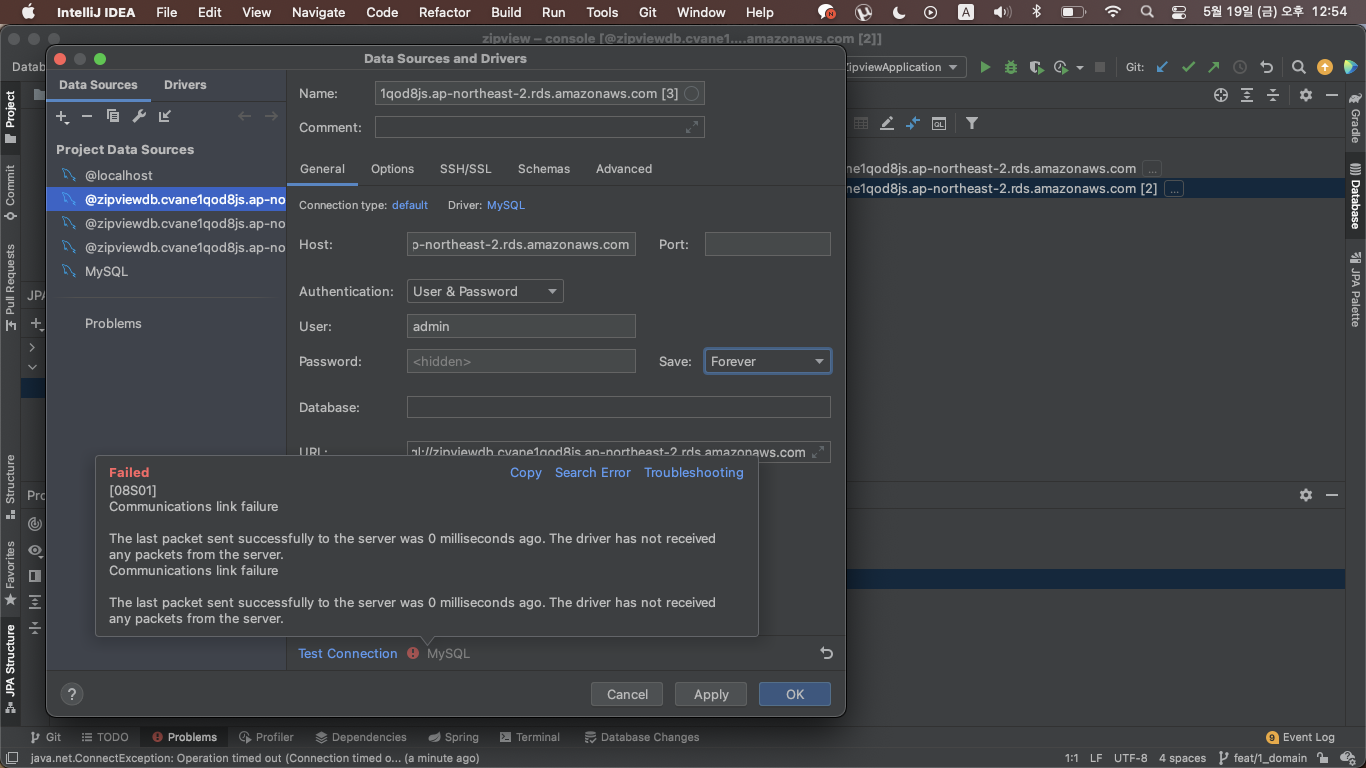 IntelliJ IDEA File Edit View Navigate Code Refactor Build Run Tools Git Window Help A 5월 19일 (금) 오후 12:54
zipview – console [@zipviewdb.cvane1....amazonaws.com [2]]
Datab
Data Sources and Drivers
zipviewApplication Git:
Data Sources Drivers
Name: 1qod8js.ap-northeast-2.rds.amazonaws.com [3]
Comment:
Project Data Sources
@localhost
@zipviewdb.cvane1qod8js.ap-no
@zipviewdb.cvane1qod8js.ap-no
@zipviewdb.cvane1qod8js.ap-no
MySQL
Problems
General Options SSH/SSL Schemas Advanced
Connection type: default Driver: MySQL
Host: p-northeast-2.rds.amazonaws.com Port:
Authentication: User & Password
User: admin
Password: <hidden> Save: Forever
Database:
URL: ql://zipviewdb.cvane1qod8js.ap-northeast-2.rds.amazonaws.com
Failed Copy Search Error Troubleshooting
[08S01]
Communications link failure
The last packet sent successfully to the server was 0 milliseconds ago. The driver has not received
any packets from the server.
Communications link failure
The last packet sent successfully to the server was 0 milliseconds ago. The driver has not received
any packets from the server.
Test Connection MySQL
? Cancel Apply OK
QL
ne1qod8js.ap-northeast-2.rds.amazonaws.com ...
ne1qod8js.ap-northeast-2.rds.amazonaws.com [2] ...
Project
Commit
Pull Requests
Structure
Favorites
JPA Structure
JPA
Pro
Gradle
Database
JPA Palette
Git TODO Problems Profiler Dependencies Spring Terminal Database Changes 9 Event Log
java.net.ConnectException: Operation timed out (Connection timed o... (a minute ago) 1:1 LF UTF-8 4 spaces feat/1_domain